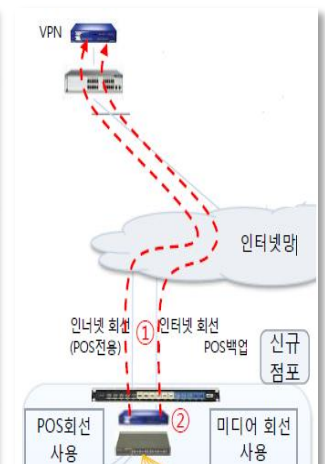 VPN
인터넷망
인너넷 회선
(POS전용)
①
인터넷 회선
POS백업
신규
점포
POS회선
사용
②
미디어 회선
사용